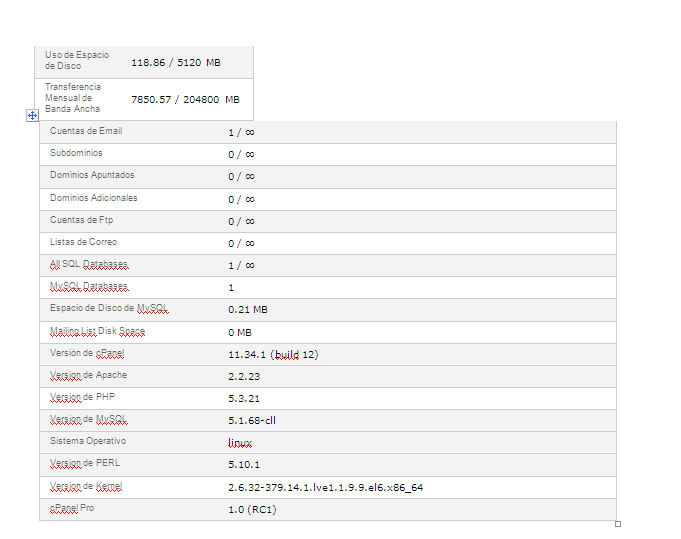 Uso de Espacio
de Disco
118.86 / 5120 MB
Transferencia
Mensual de
Banda Ancha
7850.57 / 204800 MB
Cuentas de Email 1 / ∞
Subdominios 0 / ∞
Dominios Apuntados 0 / ∞
Dominios Adicionales 0 / ∞
Cuentas de Ftp 0 / ∞
Listas de Correo 0 / ∞
All SQL Databases 1 / ∞
MySQL Databases 1
Espacio de Disco de MySQL 0.21 MB
Mailing List Disk Space 0 MB
Versión de cPanel 11.34.1 (build 12)
Version de Apache 2.2.23
Version de PHP 5.3.21
Version de MySQL 5.1.68-cll
Sistema Operativo linux
Version de PERL 5.10.1
Version de Kernel 2.6.32-379.14.1.lve1.1.9.9.el6.x86_64
cPanel Pro 1.0 (RC1)